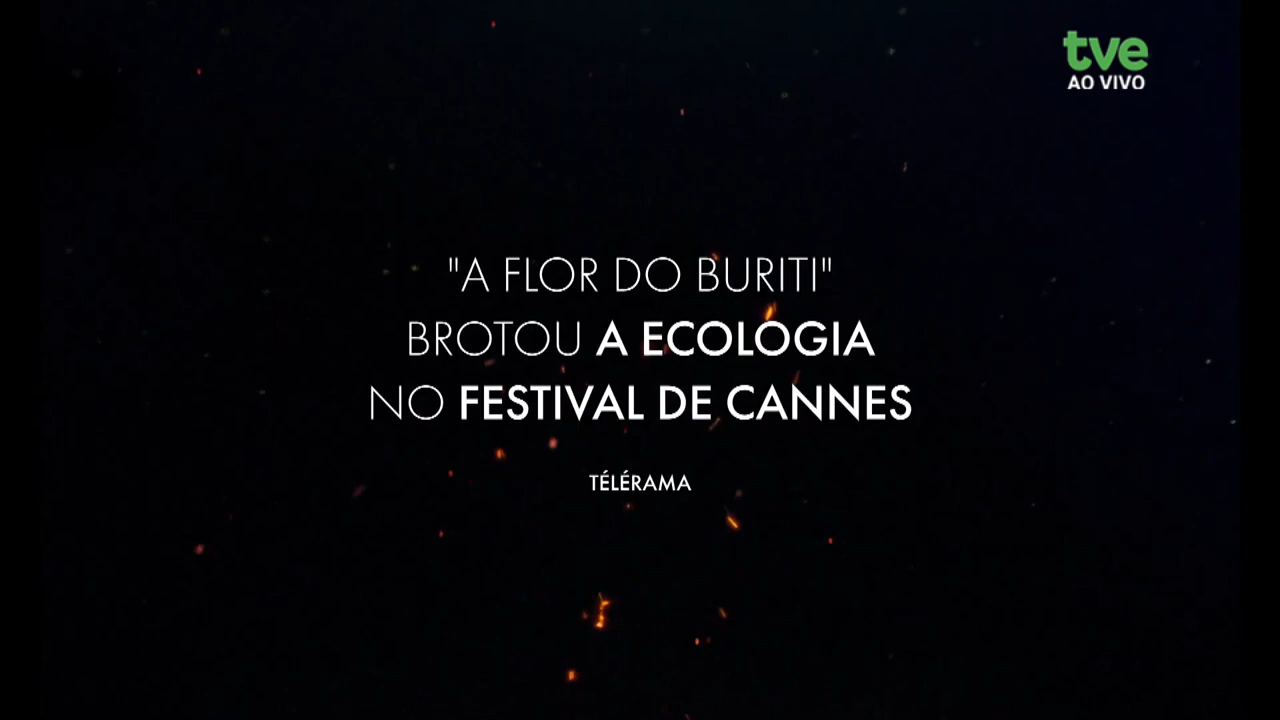 tve
AO VIVO
"A FLOR DO BURITI"
BROTOU A ECOLOGIA
NO FESTIVAL DE CANNES
TÉLÉRAMA